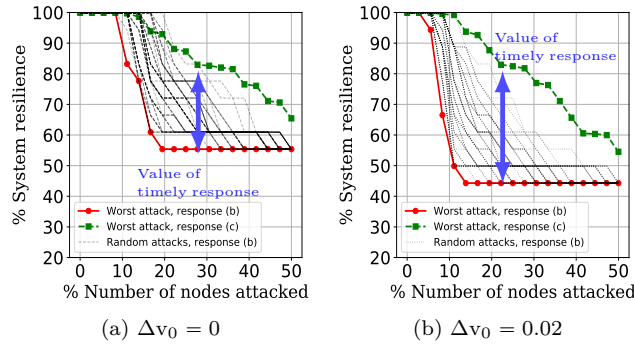 100
90
80
70
60
50
40
30
20
% System resilience
Value of
timely response
Worst attack, response (b)
Worst attack, response (c)
Random attacks, response (b)
0 10 20 30 40 50
% Number of nodes attacked
(a) Δv₀ = 0
100
90
80
70
60
50
40
30
20
% System resilience
Value of
timely response
Worst attack, response (b)
Worst attack, response (c)
Random attacks, response (b)
0 10 20 30 40 50
% Number of nodes attacked
(b) Δv₀ = 0.02